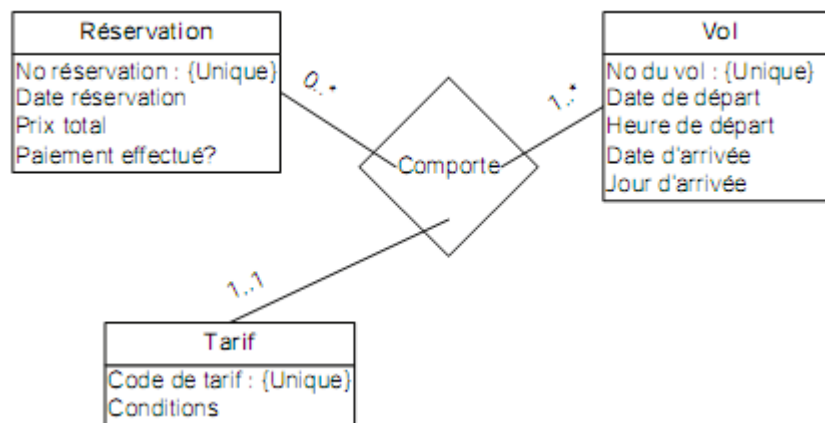 Réservation
No réservation : {Unique}
Date réservation
Prix total
Paiement effectué?
0..*
Comporte
1..*
Vol
No du vol : {Unique}
Date de départ
Heure de départ
Date d'arrivée
Jour d'arrivée
1..1
Tarif
Code de tarif : {Unique}
Conditions